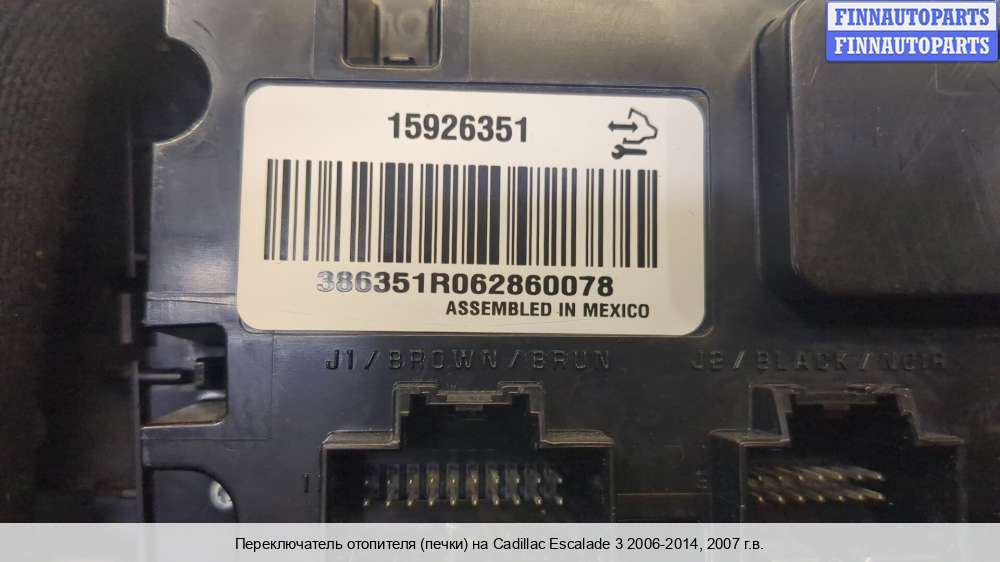 FINNAUTOPARTS
FINNAUTOPARTS
15926351
386351R062860078
ASSEMBLED IN MEXICO
J1/BROWN/BRUN
J2/BLACK/NOIR
1
Переключатель отопителя (печки) на Cadillac Escalade 3 2006-2014, 2007 г.в.